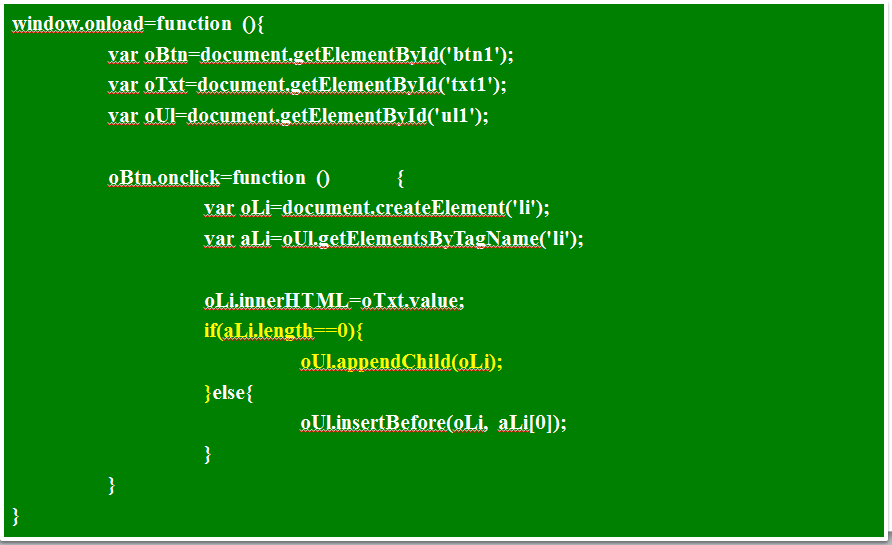 window.onload=function (){
var oBtn=document.getElementById('btn1');
var oTxt=document.getElementById('txt1');
var oUl=document.getElementById('ul1');
oBtn.onclick=function () {
var oLi=document.createElement('li');
var aLi=oUl.getElementsByTagName('li');
oLi.innerHTML=oTxt.value;
if(aLi.length==0){
oUl.appendChild(oLi);
}else{
oUl.insertBefore(oLi, aLi[0]);
}
}
}